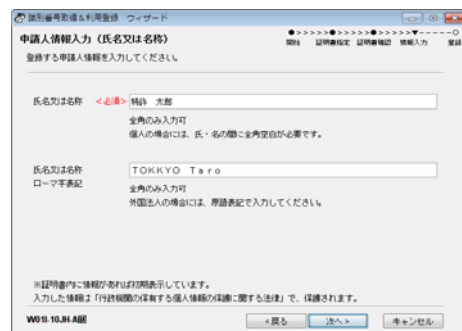 識別番号取得&利用登録 ウィザード
申請人情報入力(氏名又は名称)
●>>>>>●>>>>>●>>>>>▼-----○
開始 証明書指定 証明書確認 情報入力 登録
登録する申請人情報を入力してください。
氏名又は名称 <必須> 特許 太郎
全角のみ入力可
個人の場合には、氏・名の間に全角空白が必要です。
氏名又は名称 TOKKYO Taro
ローマ字表記
全角のみ入力可
外国法人の場合には、原語表記で入力してください。
※証明書内に情報があれば初期表示しています。
入力した情報は「行政機関の保有する個人情報の保護に関する法律」で、保護されます。
W01I-10JH-A版 <戻る 次へ> キャンセル